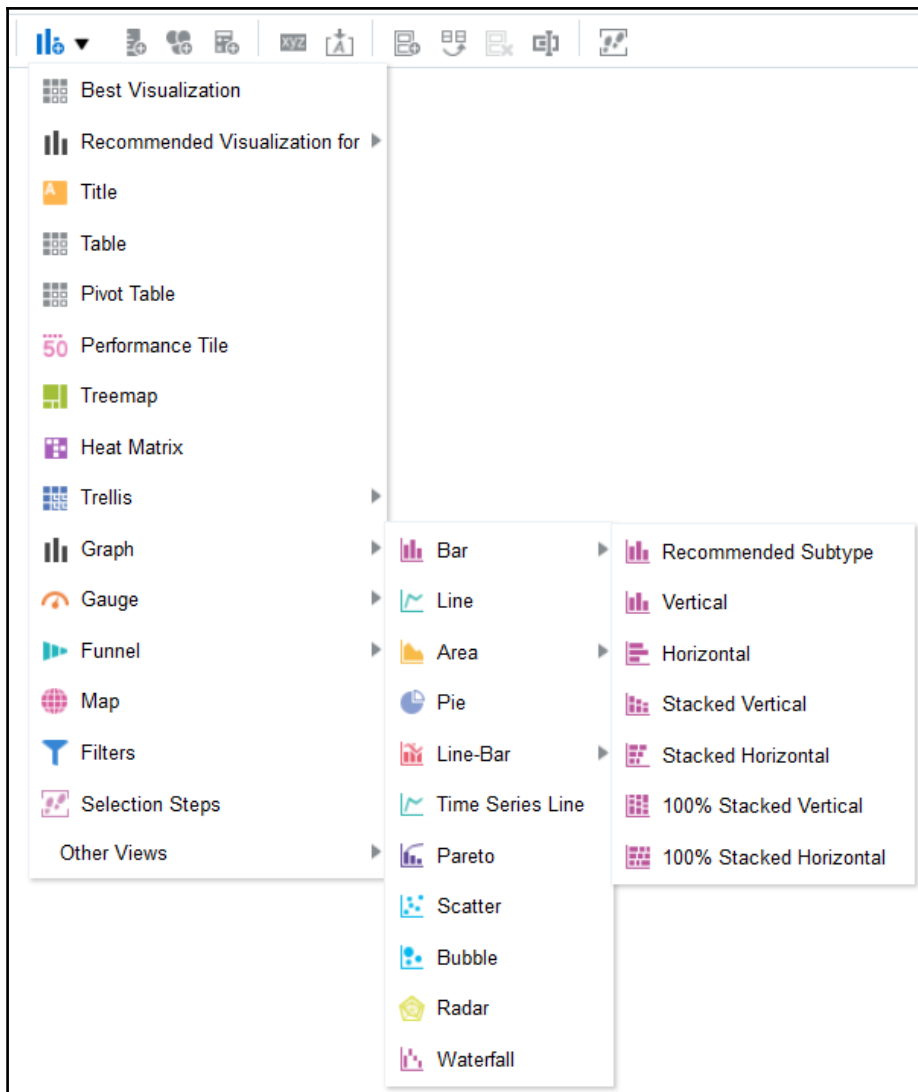 xyz
A
Best Visualization
Recommended Visualization for
A
Title
Table
Pivot Table
50
Performance Tile
Treemap
Heat Matrix
Trellis
Graph
Gauge
Funnel
Map
Filters
Selection Steps
Other Views
Bar
Line
Area
Pie
Line-Bar
Time Series Line
Pareto
Scatter
Bubble
Radar
Waterfall
Recommended Subtype
Vertical
Horizontal
Stacked Vertical
Stacked Horizontal
100% Stacked Vertical
100% Stacked Horizontal